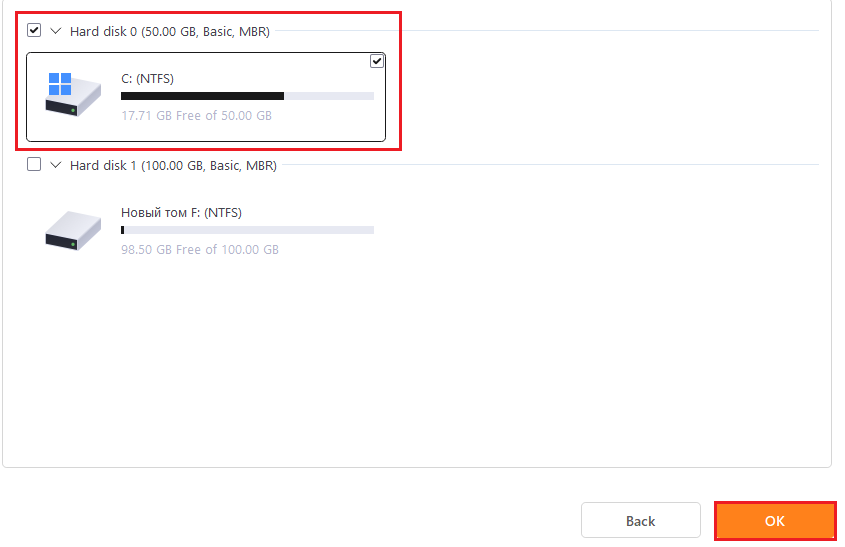 Hard disk 0 (50.00 GB, Basic, MBR)
C: (NTFS)
17.71 GB Free of 50.00 GB
Hard disk 1 (100.00 GB, Basic, MBR)
Новый том F: (NTFS)
98.50 GB Free of 100.00 GB
Back
OK